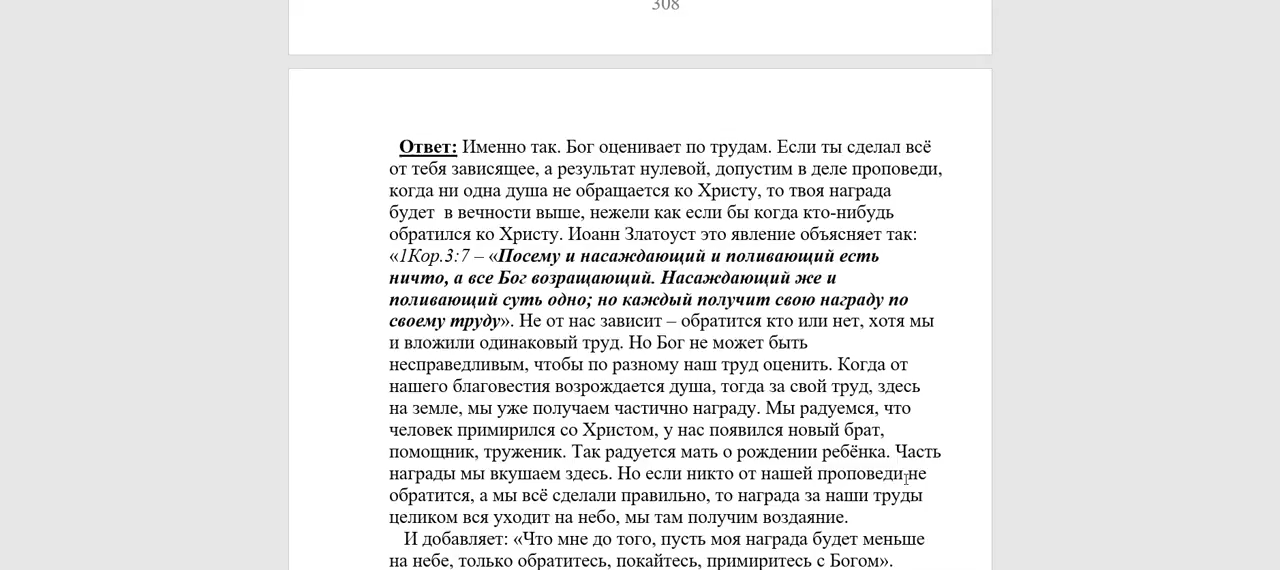 308
Ответ: Именно так. Бог оценивает по трудам. Если ты сделал всё
от тебя зависящее, а результат нулевой, допустим в деле проповеди,
когда ни одна душа не обращается ко Христу, то твоя награда
будет  в вечности выше, нежели как если бы когда кто-нибудь
обратился ко Христу. Иоанн Златоуст это явление объясняет так:
«1Кор.3:7 – «Посему и насаждающий и поливающий есть
ничто, а все Бог возращающий. Насаждающий же и
поливающий суть одно; но каждый получит свою награду по
своему труду». Не от нас зависит – обратится кто или нет, хотя мы
и вложили одинаковый труд. Но Бог не может быть
несправедливым, чтобы по разному наш труд оценить. Когда от
нашего благовестия возрождается душа, тогда за свой труд, здесь
на земле, мы уже получаем частично награду. Мы радуемся, что
человек примирился со Христом, у нас появился новый брат,
помощник, труженик. Так радуется мать о рождении ребёнка. Часть
награды мы вкушаем здесь. Но если никто от нашей проповеди не
обратится, а мы всё сделали правильно, то награда за наши труды
целиком вся уходит на небо, мы там получим воздаяние.
И добавляет: «Что мне до того, пусть моя награда будет меньше
на небе, только обратитесь, покайтесь, примиритесь с Богом».